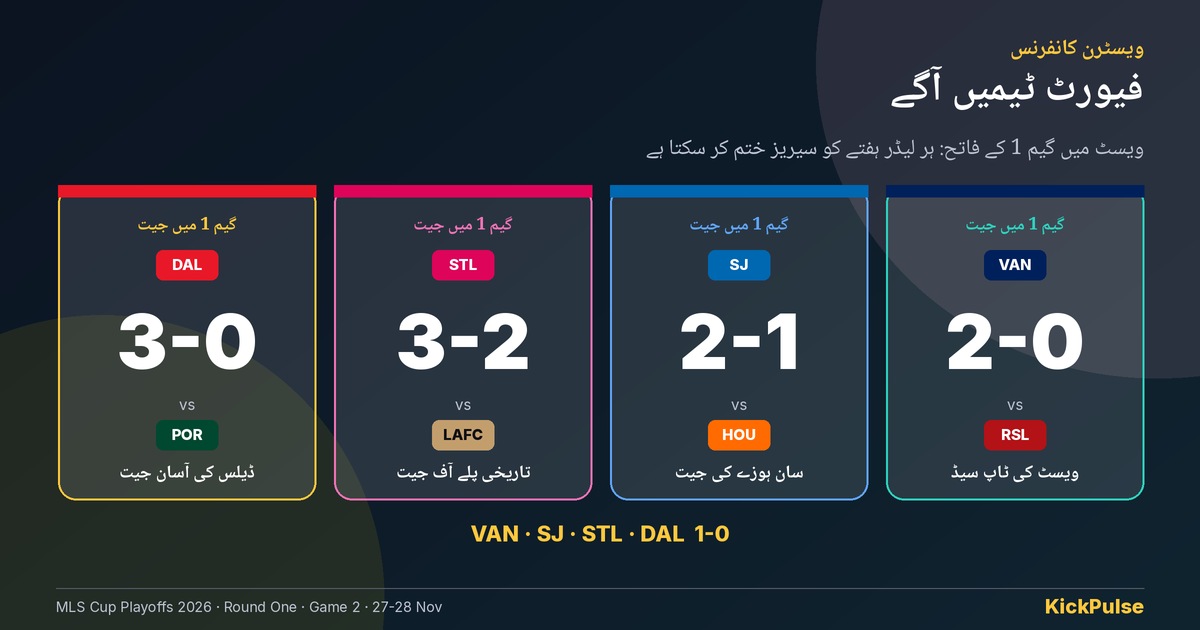 ویسٹرن کانفرنس
فیورٹ ٹیمیں آگے
ویسٹ میں گیم 1 کے فاتح: ہر لیڈر ہفتے کو سیریز ختم کر سکتا ہے
گیم 1 میں جیت
VAN
2-0
vs
RSL
ویسٹ کی ٹاپ سیڈ
گیم 1 میں جیت
SJ
2-1
vs
HOU
سان ہوزے کی جیت
گیم 1 میں جیت
STL
3-2
vs
LAFC
تاریخی پلے آف جیت
گیم 1 میں جیت
DAL
3-0
vs
POR
ڈیلس کی آسان جیت
VAN · SJ · STL · DAL 1-0
MLS Cup Playoffs 2026 · Round One · Game 2 · 27-28 Nov
KickPulse